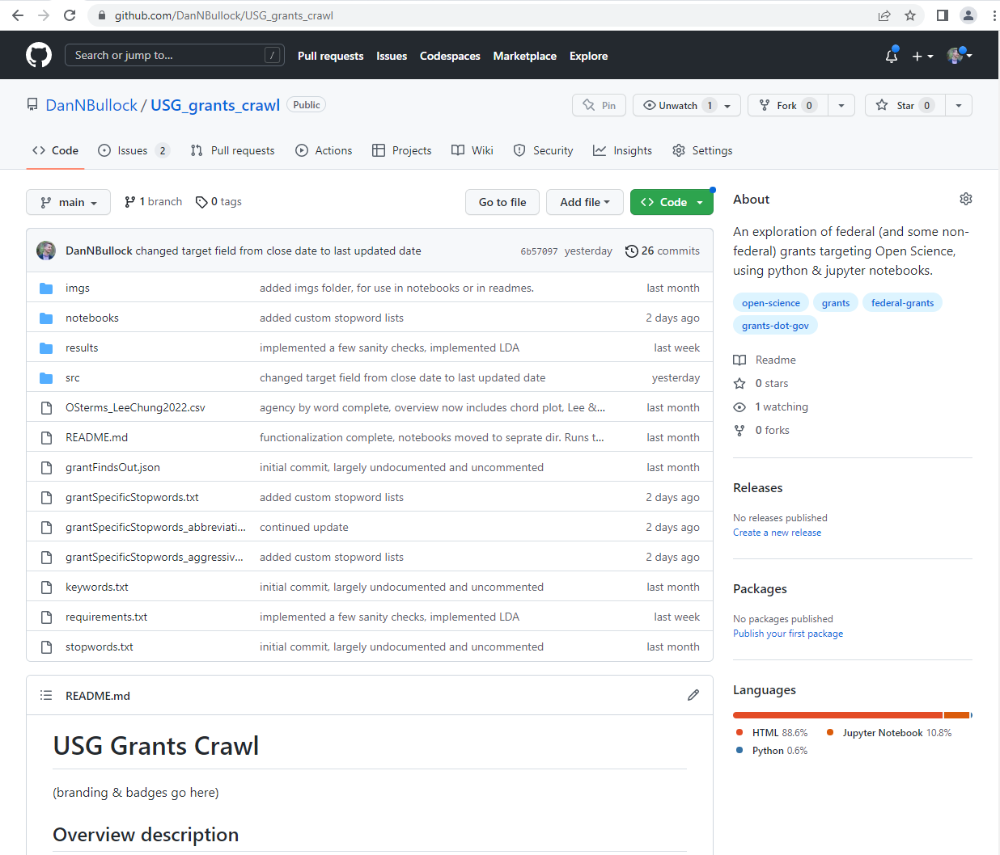 github.com/DanNBullock/USG_grants_crawl
Search or jump to... / Pull requests Issues Codespaces Marketplace Explore
DanNBullock / USG_grants_crawl Public Pin Unwatch 1 Fork 0 Star 0
Code Issues 2 Pull requests Actions Projects Wiki Security Insights Settings
main 1 branch 0 tags Go to file Add file Code
DanNBullock changed target field from close date to last updated date 6b57097 yesterday 26 commits
imgs added imgs folder, for use in notebooks or in readmes. last month
notebooks added custom stopword lists 2 days ago
results implemented a few sanity checks, implemented LDA last week
src changed target field from close date to last updated date yesterday
OSterms_LeeChung2022.csv agency by word complete, overview now includes chord plot, Lee &... last month
README.md functionalization complete, notebooks moved to seprate dir. Runs t... last month
grantFindsOut.json initial commit, largely undocumented and uncommented last month
grantSpecificStopwords.txt added custom stopword lists 2 days ago
grantSpecificStopwords_abbreviati... continued update 2 days ago
grantSpecificStopwords_aggressiv... added custom stopword lists 2 days ago
keywords.txt initial commit, largely undocumented and uncommented last month
requirements.txt implemented a few sanity checks, implemented LDA last week
stopwords.txt initial commit, largely undocumented and uncommented last month
README.md
USG Grants Crawl
(branding & badges go here)
Overview description
About
An exploration of federal (and some non-
federal) grants targeting Open Science,
using python & jupyter notebooks.
open-science grants federal-grants
grants-dot-gov
Readme
0 stars
1 watching
0 forks
Releases
No releases published
Create a new release
Packages
No packages published
Publish your first package
Languages
HTML 88.6% Jupyter Notebook 10.8%
Python 0.6%